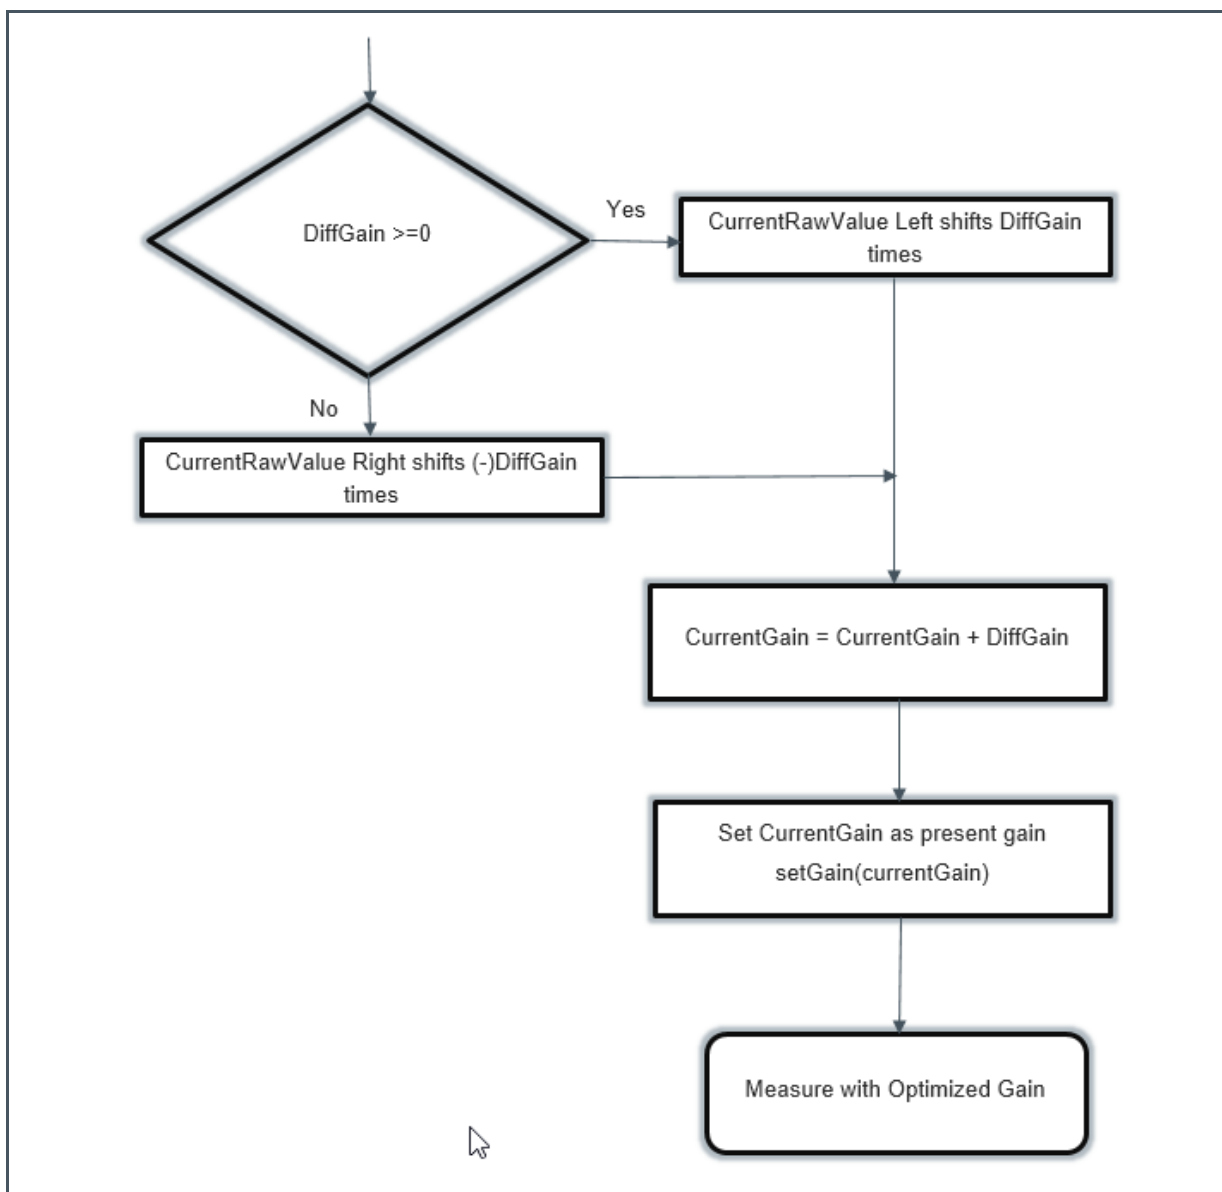 DiffGain >=0
Yes
CurrentRawValue Left shifts DiffGain
times
No
CurrentRawValue Right shifts (-)DiffGain
times
CurrentGain = CurrentGain + DiffGain
Set CurrentGain as present gain
setGain(currentGain)
Measure with Optimized Gain